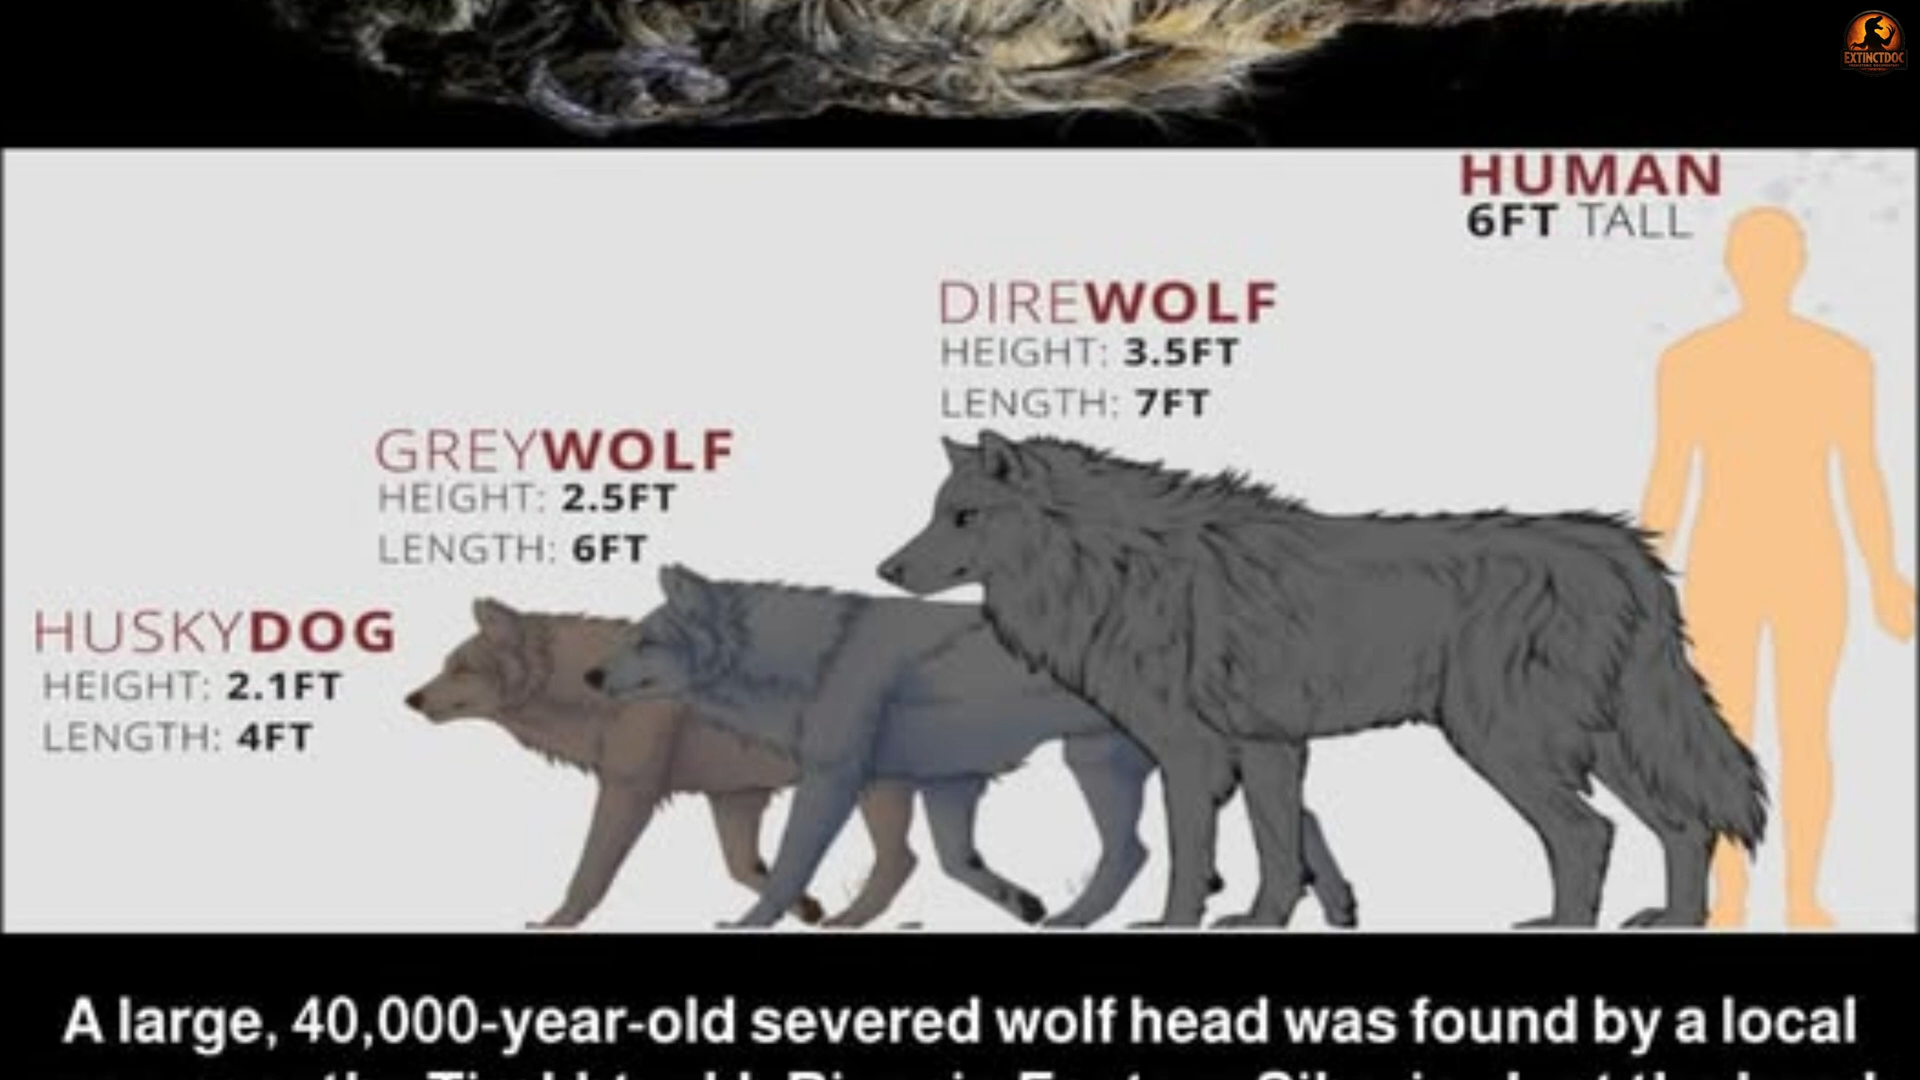 EXTINCTDOC
HUMAN
6FT TALL
DIREWOLF
HEIGHT: 3.5FT
LENGTH: 7FT
GREYWOLF
HEIGHT: 2.5FT
LENGTH: 6FT
HUSKYDOG
HEIGHT: 2.1FT
LENGTH: 4FT
A large, 40,000-year-old severed wolf head was found by a local